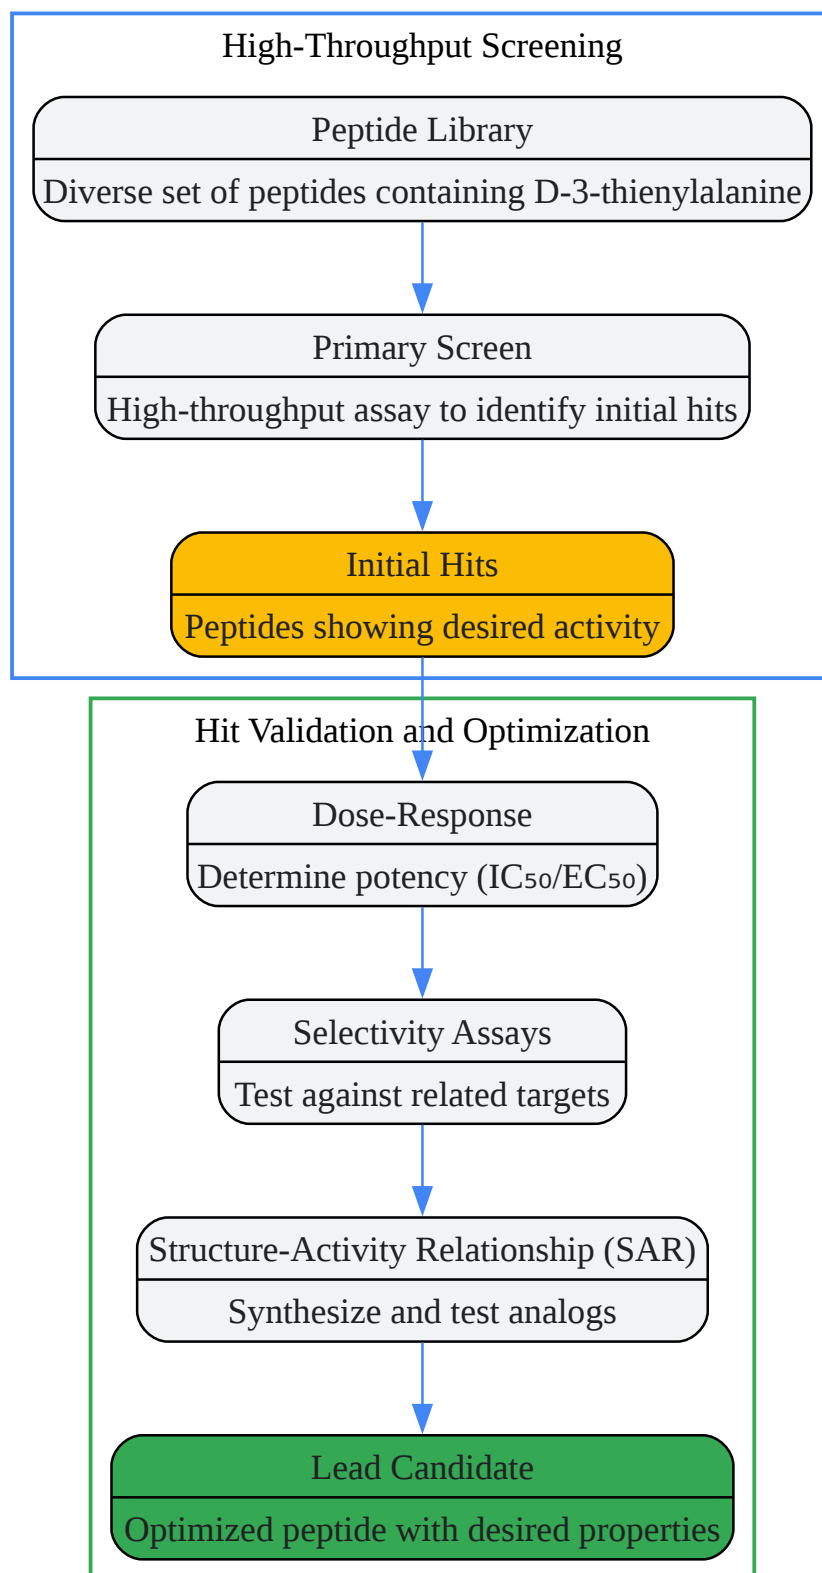 High-Throughput Screening
Peptide Library
Diverse set of peptides containing D-3-thienylalanine
Primary Screen
High-throughput assay to identify initial hits
Initial Hits
Peptides showing desired activity
Hit Validation and Optimization
Dose-Response
Determine potency (IC₅₀/EC₅₀)
Selectivity Assays
Test against related targets
Structure-Activity Relationship (SAR)
Synthesize and test analogs
Lead Candidate
Optimized peptide with desired properties